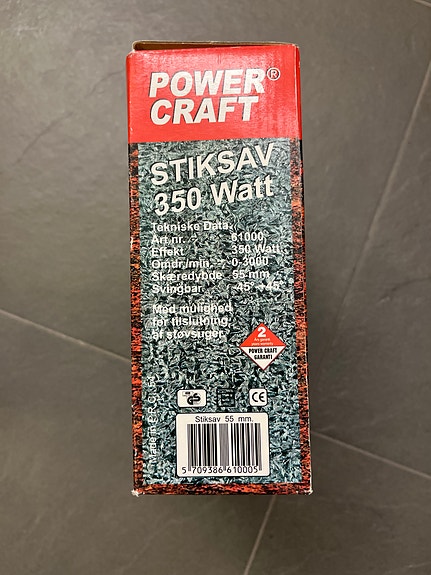 POWER®
CRAFT
STIKSAV
350 Watt
Tekniske Data.
Art.nr. 61000
Effekt 350 Watt
Omdr./min. 0-3000
Skæredybde 55 mm
Svingbar -45° +45°
Med mulighed
for tilslutning
af støvsuger.
2
POWER CRAFT
GARANTI
CE
Stiksav 55 mm.
5 709386 610005